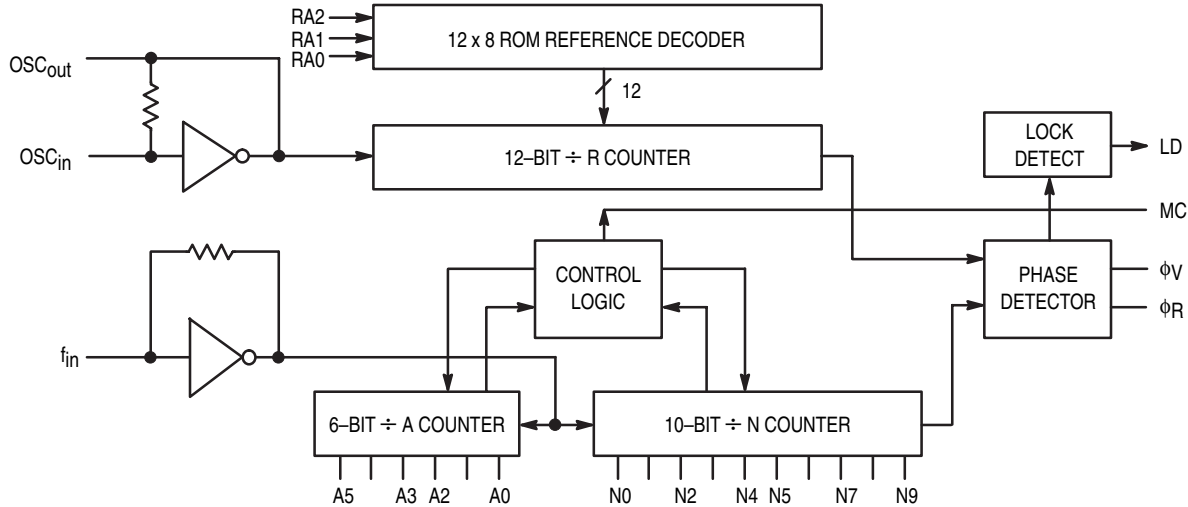 RA2
RA1
RA0
12 x 8 ROM REFERENCE DECODER
OSCout
12
OSCin
12–BIT ÷ R COUNTER
LOCK
DETECT
LD
MC
CONTROL
LOGIC
PHASE
DETECTOR
ϕV
ϕR
fin
6–BIT ÷ A COUNTER
10–BIT ÷ N COUNTER
A5 A3 A2 A0 N0 N2 N4 N5 N7 N9